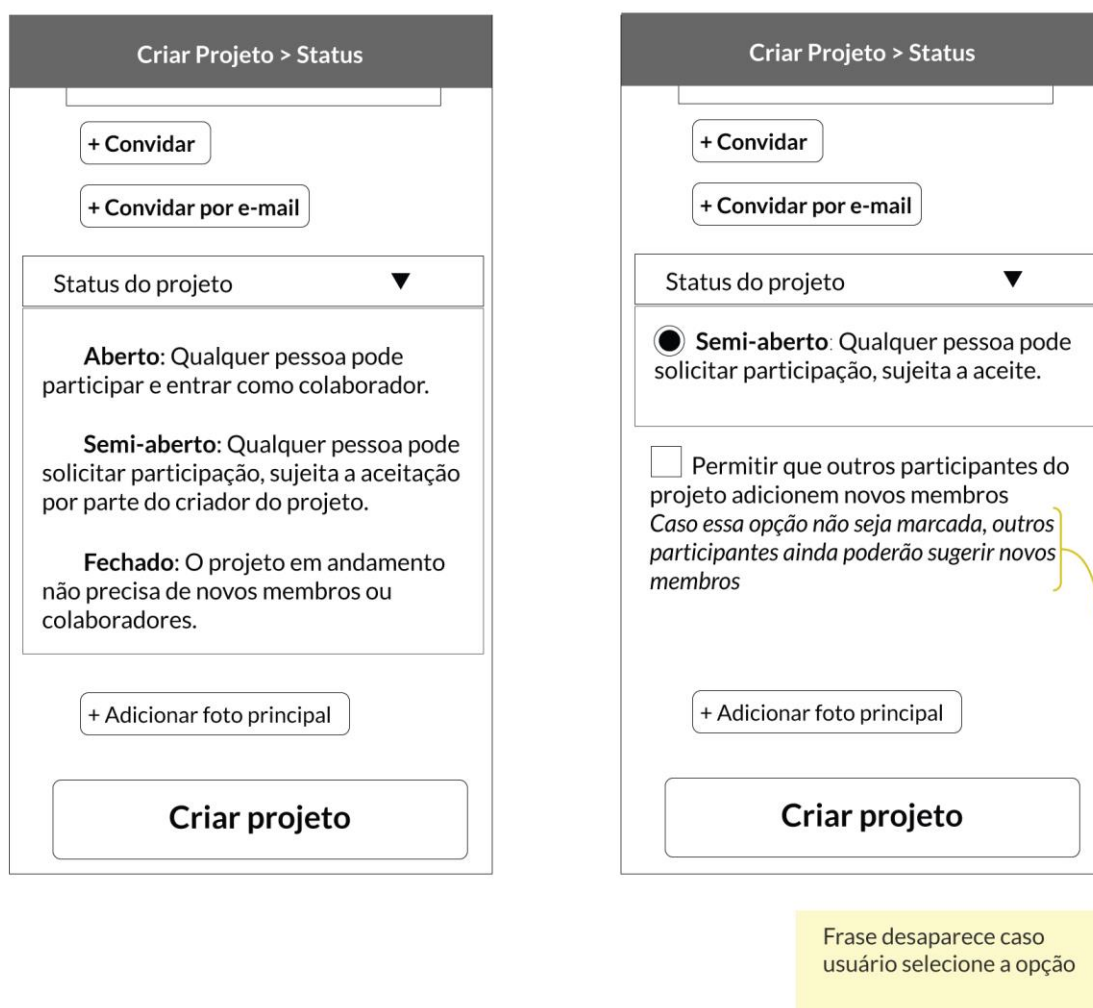 Criar Projeto > Status
+ Convidar
+ Convidar por e-mail
Status do projeto ▼
Aberto: Qualquer pessoa pode
participar e entrar como colaborador.
Semi-aberto: Qualquer pessoa pode
solicitar participação, sujeita a aceitação
por parte do criador do projeto.
Fechado: O projeto em andamento
não precisa de novos membros ou
colaboradores.
+ Adicionar foto principal
Criar projeto
Criar Projeto > Status
+ Convidar
+ Convidar por e-mail
Status do projeto ▼
Semi-aberto: Qualquer pessoa pode
solicitar participação, sujeita a aceite.
Permitir que outros participantes do
projeto adicionem novos membros
Caso essa opção não seja marcada, outros
participantes ainda poderão sugerir novos
membros
+ Adicionar foto principal
Criar projeto
Frase desaparece caso
usuário selecione a opção